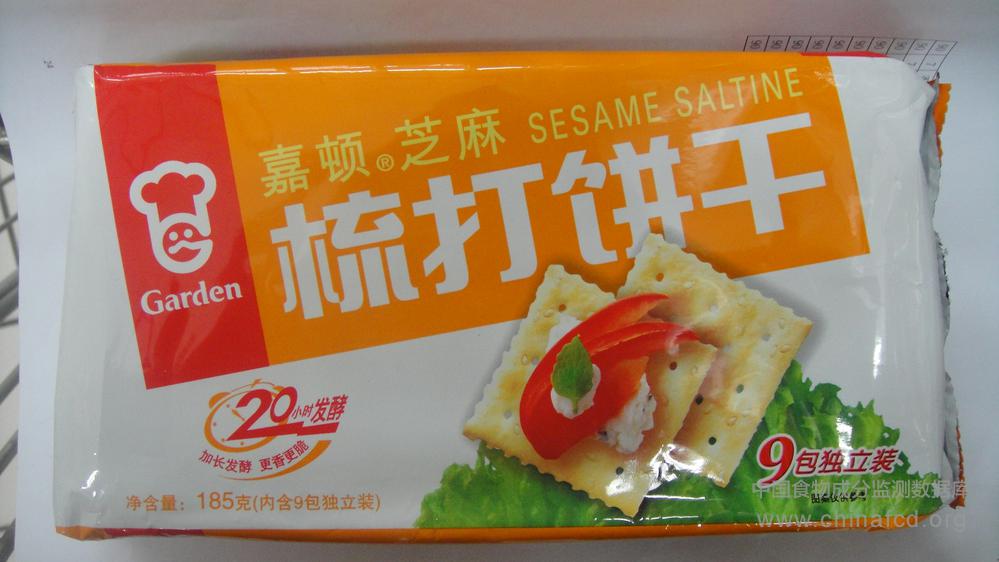 嘉顿®芝麻 SESAME SALTINE
梳打饼干
Garden
20小时发酵
加长发酵 更香更脆
9包独立装
净含量: 185克(内含9包独立装)
中国食物成分监测数据库
www.chinafcd.org